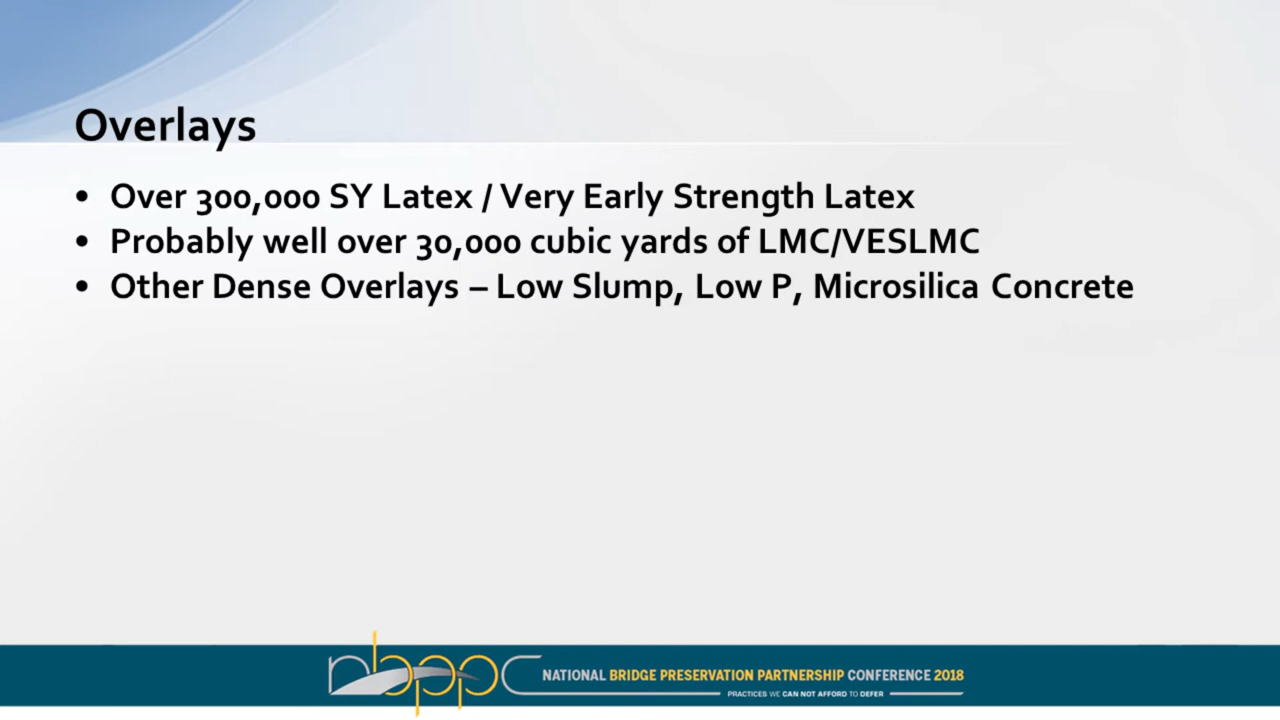 Overlays
• Over 300,000 SY Latex / Very Early Strength Latex
• Probably well over 30,000 cubic yards of LMC/VESLMC
• Other Dense Overlays – Low Slump, Low P, Microsilica Concrete
nbppc NATIONAL BRIDGE PRESERVATION PARTNERSHIP CONFERENCE 2018
PRACTICES WE CAN NOT AFFORD TO DEFER